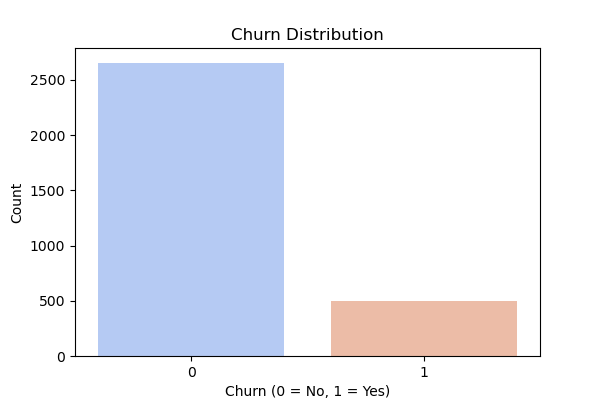 Churn Distribution
Count
2500
2000
1500
1000
500
0
0 1
Churn (0 = No, 1 = Yes)